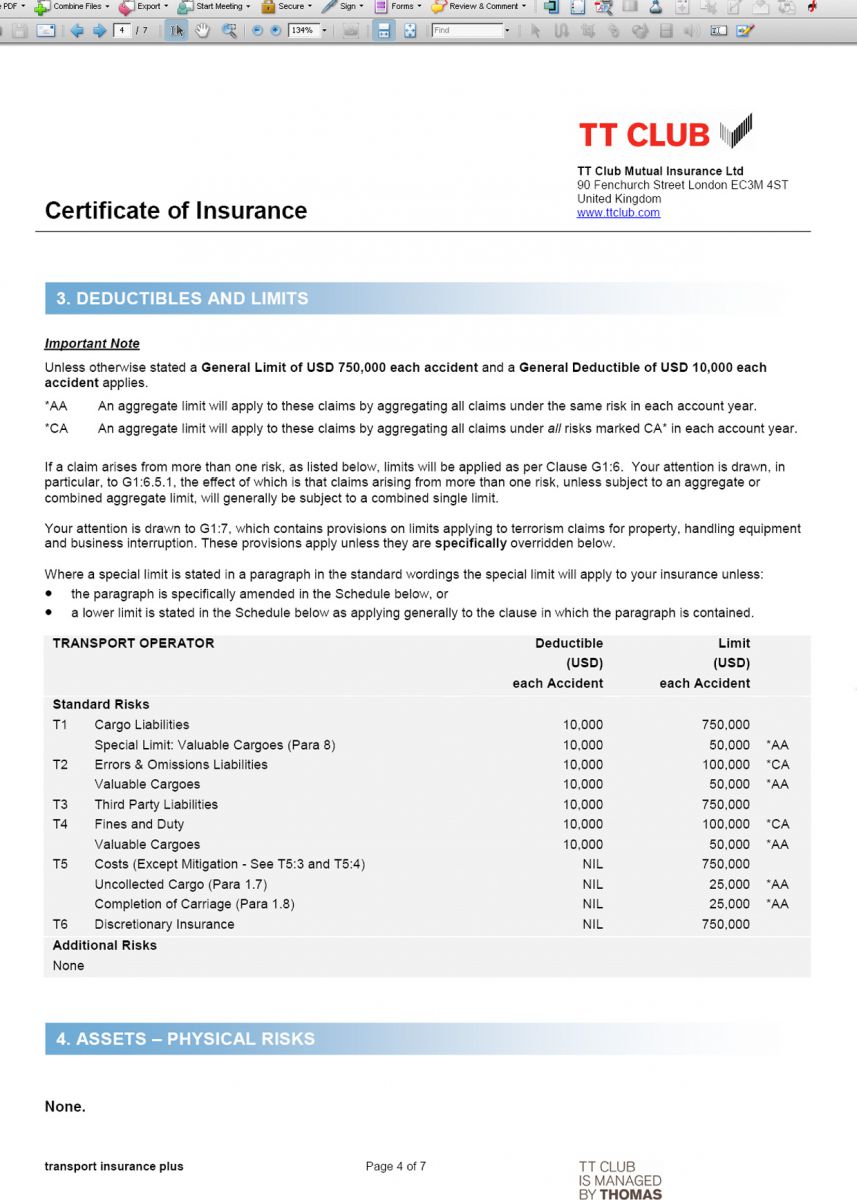 PDF Combine Files Export Start Meeting Secure Sign Forms Review & Comment
4 / 7 134% Find
TT CLUB
TT Club Mutual Insurance Ltd
90 Fenchurch Street London EC3M 4ST
United Kingdom
www.ttclub.com
Certificate of Insurance
3. DEDUCTIBLES AND LIMITS
Important Note
Unless otherwise stated a General Limit of USD 750,000 each accident and a General Deductible of USD 10,000 each
accident applies.
*AA An aggregate limit will apply to these claims by aggregating all claims under the same risk in each account year.
*CA An aggregate limit will apply to these claims by aggregating all claims under all risks marked CA* in each account year.
If a claim arises from more than one risk, as listed below, limits will be applied as per Clause G1:6. Your attention is drawn, in
particular, to G1:6.5.1, the effect of which is that claims arising from more than one risk, unless subject to an aggregate or
combined aggregate limit, will generally be subject to a combined single limit.
Your attention is drawn to G1:7, which contains provisions on limits applying to terrorism claims for property, handling equipment
and business interruption. These provisions apply unless they are specifically overridden below.
Where a special limit is stated in a paragraph in the standard wordings the special limit will apply to your insurance unless:
• the paragraph is specifically amended in the Schedule below, or
• a lower limit is stated in the Schedule below as applying generally to the clause in which the paragraph is contained.
TRANSPORT OPERATOR Deductible Limit
(USD) (USD)
each Accident each Accident
Standard Risks
T1 Cargo Liabilities 10,000 750,000
Special Limit: Valuable Cargoes (Para 8) 10,000 50,000 *AA
T2 Errors & Omissions Liabilities 10,000 100,000 *CA
Valuable Cargoes 10,000 50,000 *AA
T3 Third Party Liabilities 10,000 750,000
T4 Fines and Duty 10,000 100,000 *CA
Valuable Cargoes 10,000 50,000 *AA
T5 Costs (Except Mitigation - See T5:3 and T5:4) NIL 750,000
Uncollected Cargo (Para 1.7) NIL 25,000 *AA
Completion of Carriage (Para 1.8) NIL 25,000 *AA
T6 Discretionary Insurance NIL 750,000
Additional Risks
None
4. ASSETS – PHYSICAL RISKS
None.
transport insurance plus Page 4 of 7 TT CLUB
IS MANAGED
BY THOMAS